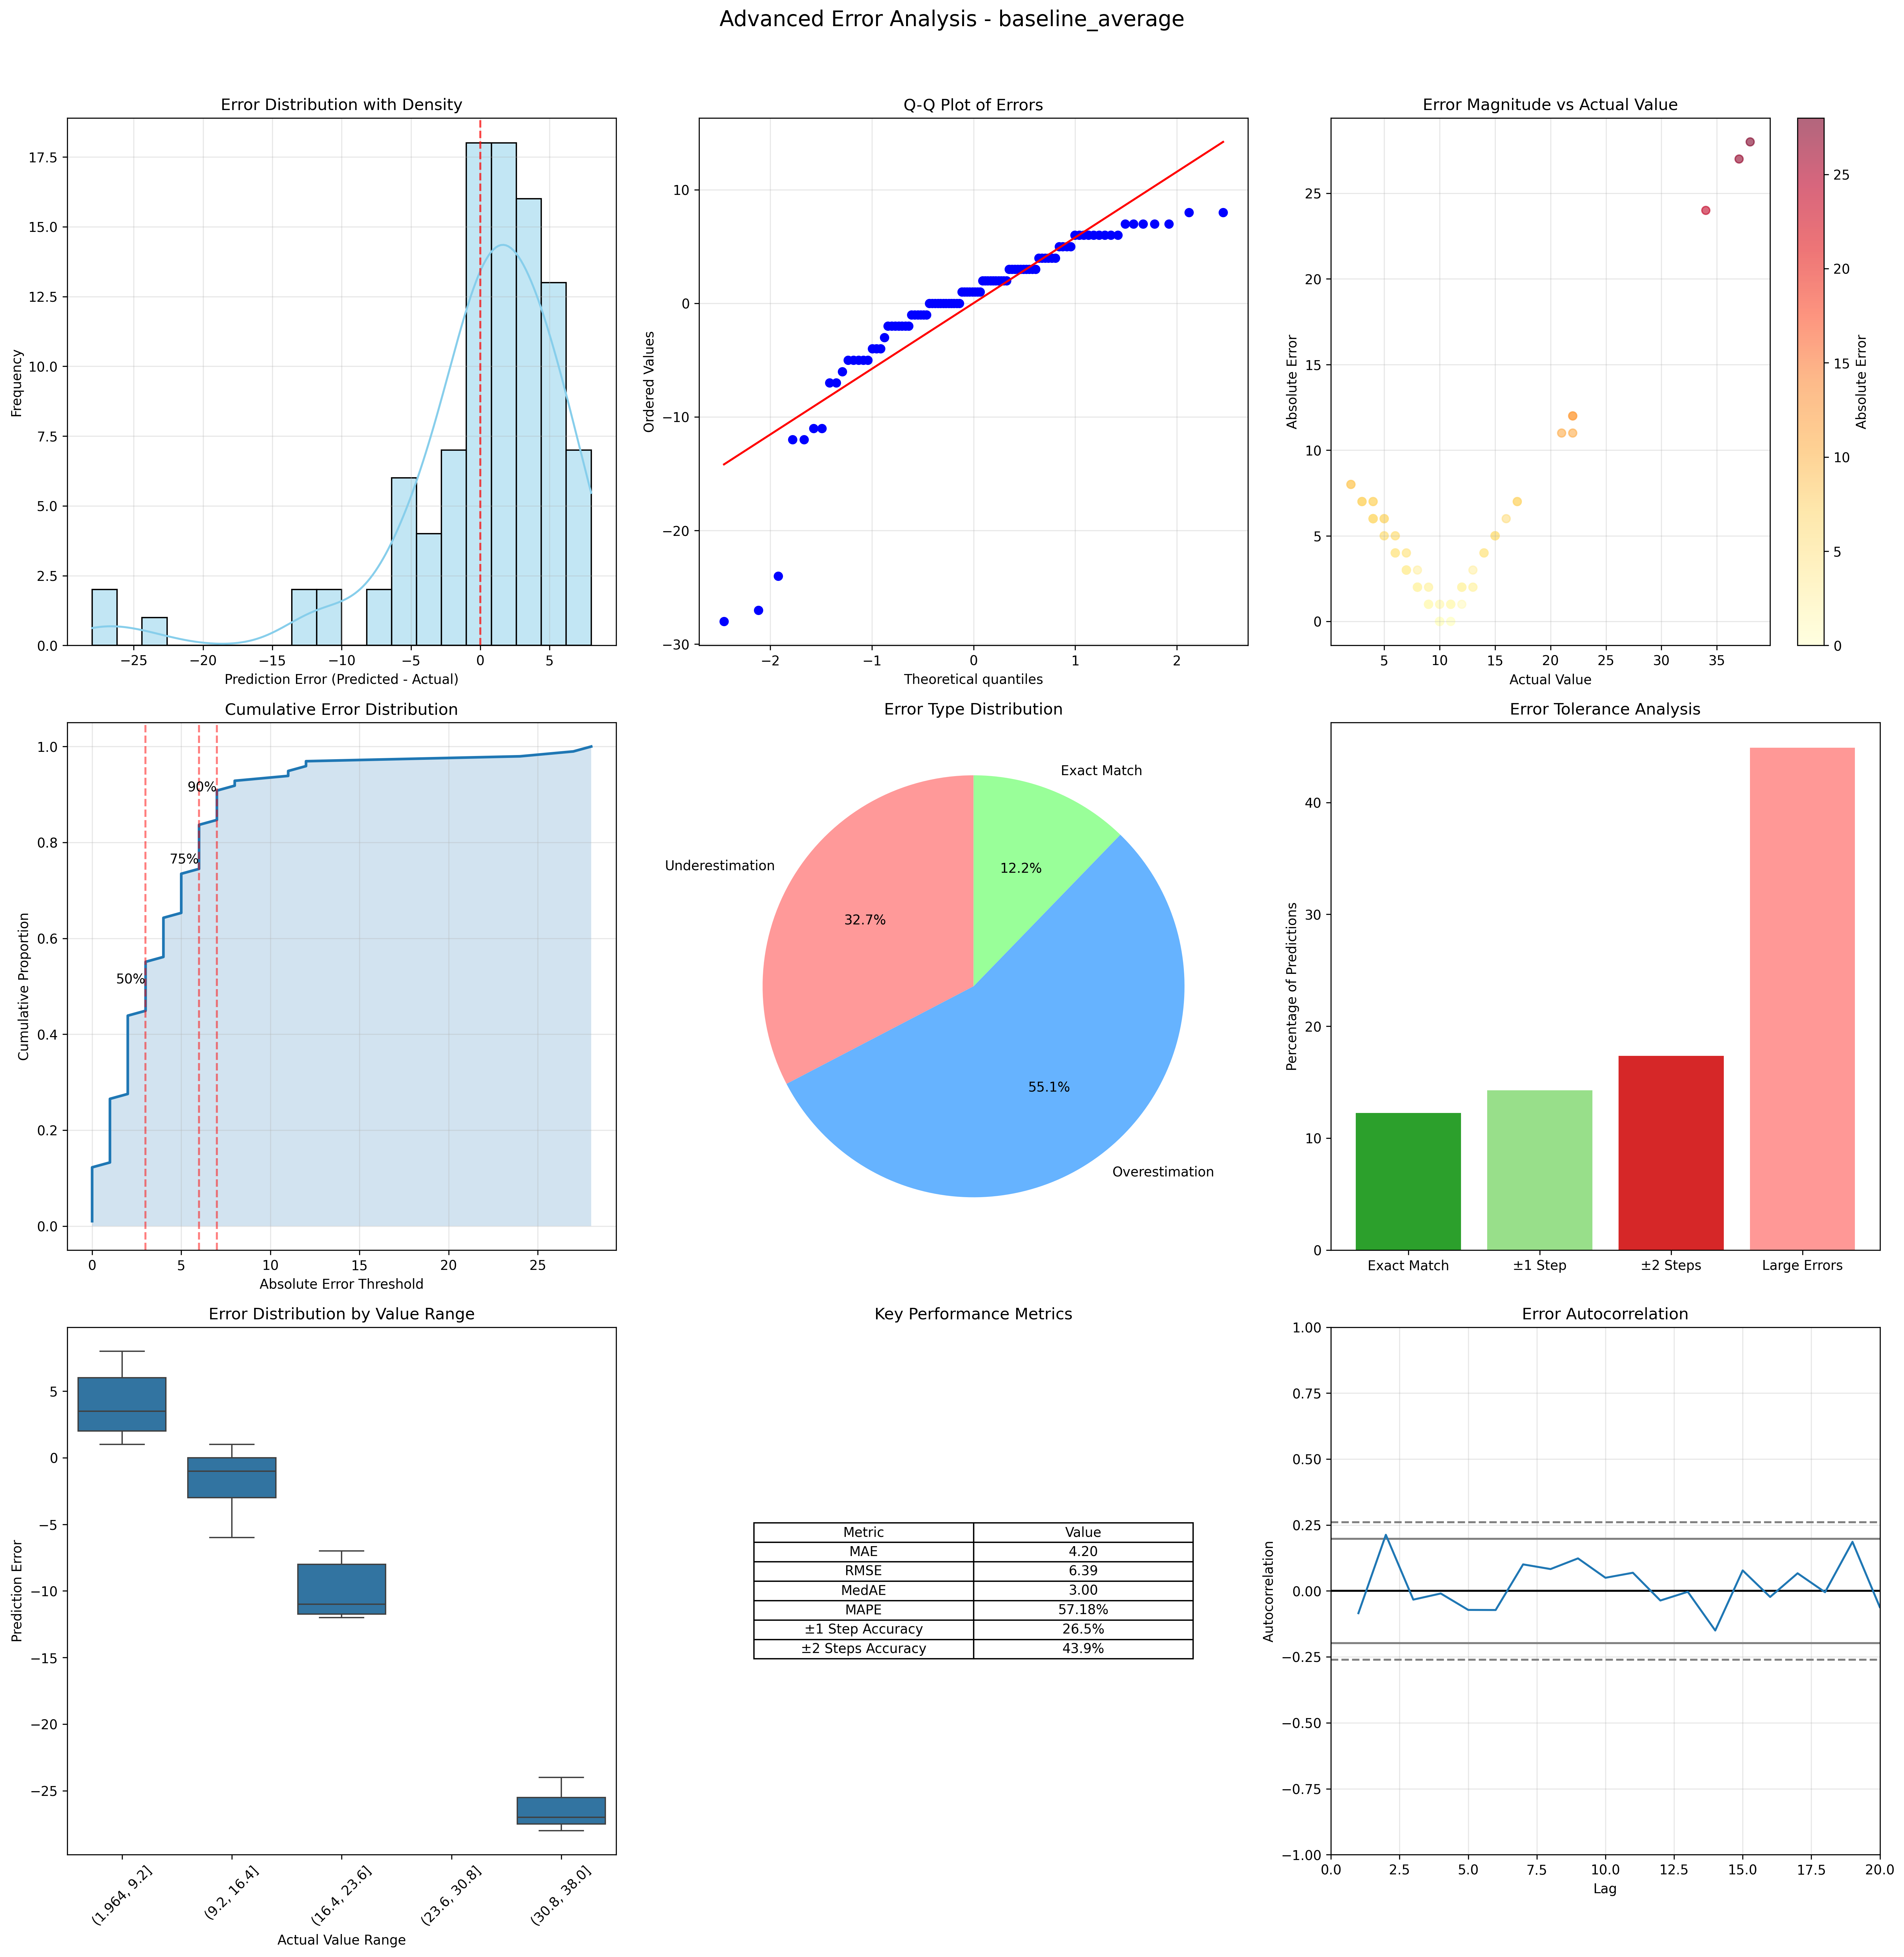 Advanced Error Analysis - baseline_average
Error Distribution with Density
Frequency
17.5
15.0
12.5
10.0
7.5
5.0
2.5
0.0
−25 −20 −15 −10 −5 0 5
Prediction Error (Predicted - Actual)
Q-Q Plot of Errors
Ordered Values
10
0
−10
−20
−30
−2 −1 0 1 2
Theoretical quantiles
Error Magnitude vs Actual Value
Absolute Error
25
20
15
10
5
0
5 10 15 20 25 30 35
Actual Value
25
20
15
10
5
0
Absolute Error
Cumulative Error Distribution
Cumulative Proportion
1.0
0.8
0.6
0.4
0.2
0.0
90%
75%
50%
0 5 10 15 20 25
Absolute Error Threshold
Error Type Distribution
Exact Match
Underestimation
12.2%
32.7%
55.1%
Overestimation
Error Tolerance Analysis
Percentage of Predictions
40
30
20
10
0
Exact Match ±1 Step ±2 Steps Large Errors
Error Distribution by Value Range
Prediction Error
5
0
−5
−10
−15
−20
−25
(1.964, 9.2] (9.2, 16.4] (16.4, 23.6] (23.6, 30.8] (30.8, 38.0]
Actual Value Range
Key Performance Metrics
Metric Value
MAE 4.20
RMSE 6.39
MedAE 3.00
MAPE 57.18%
±1 Step Accuracy 26.5%
±2 Steps Accuracy 43.9%
Error Autocorrelation
Autocorrelation
1.00
0.75
0.50
0.25
0.00
−0.25
−0.50
−0.75
−1.00
0.0 2.5 5.0 7.5 10.0 12.5 15.0 17.5 20.0
Lag